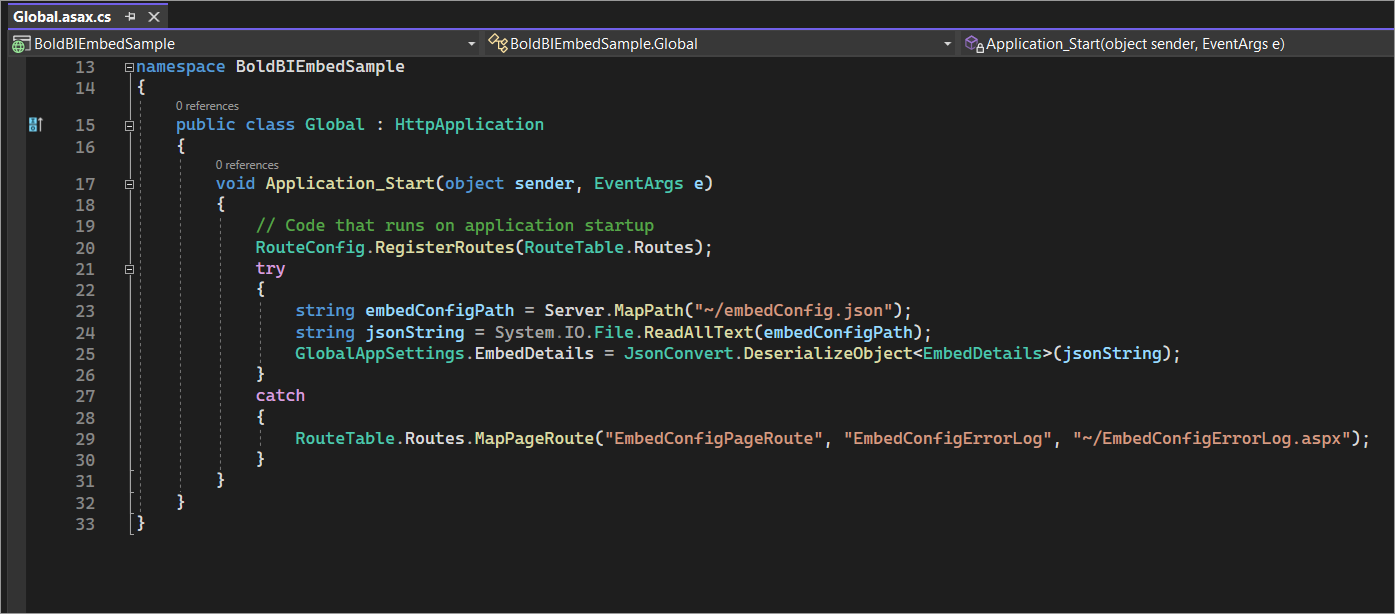 Global.asax.cs
BoldBIEmbedSample BoldBIEmbedSample.Global Application_Start(object sender, EventArgs e)
13 namespace BoldBIEmbedSample
14 {
0 references
15 public class Global : HttpApplication
16 {
0 references
17 void Application_Start(object sender, EventArgs e)
18 {
19 // Code that runs on application startup
20 RouteConfig.RegisterRoutes(RouteTable.Routes);
21 try
22 {
23 string embedConfigPath = Server.MapPath("~/embedConfig.json");
24 string jsonString = System.IO.File.ReadAllText(embedConfigPath);
25 GlobalAppSettings.EmbedDetails = JsonConvert.DeserializeObject<EmbedDetails>(jsonString);
26 }
27 catch
28 {
29 RouteTable.Routes.MapPageRoute("EmbedConfigPageRoute", "EmbedConfigErrorLog", "~/EmbedConfigErrorLog.aspx");
30 }
31 }
32 }
33 }